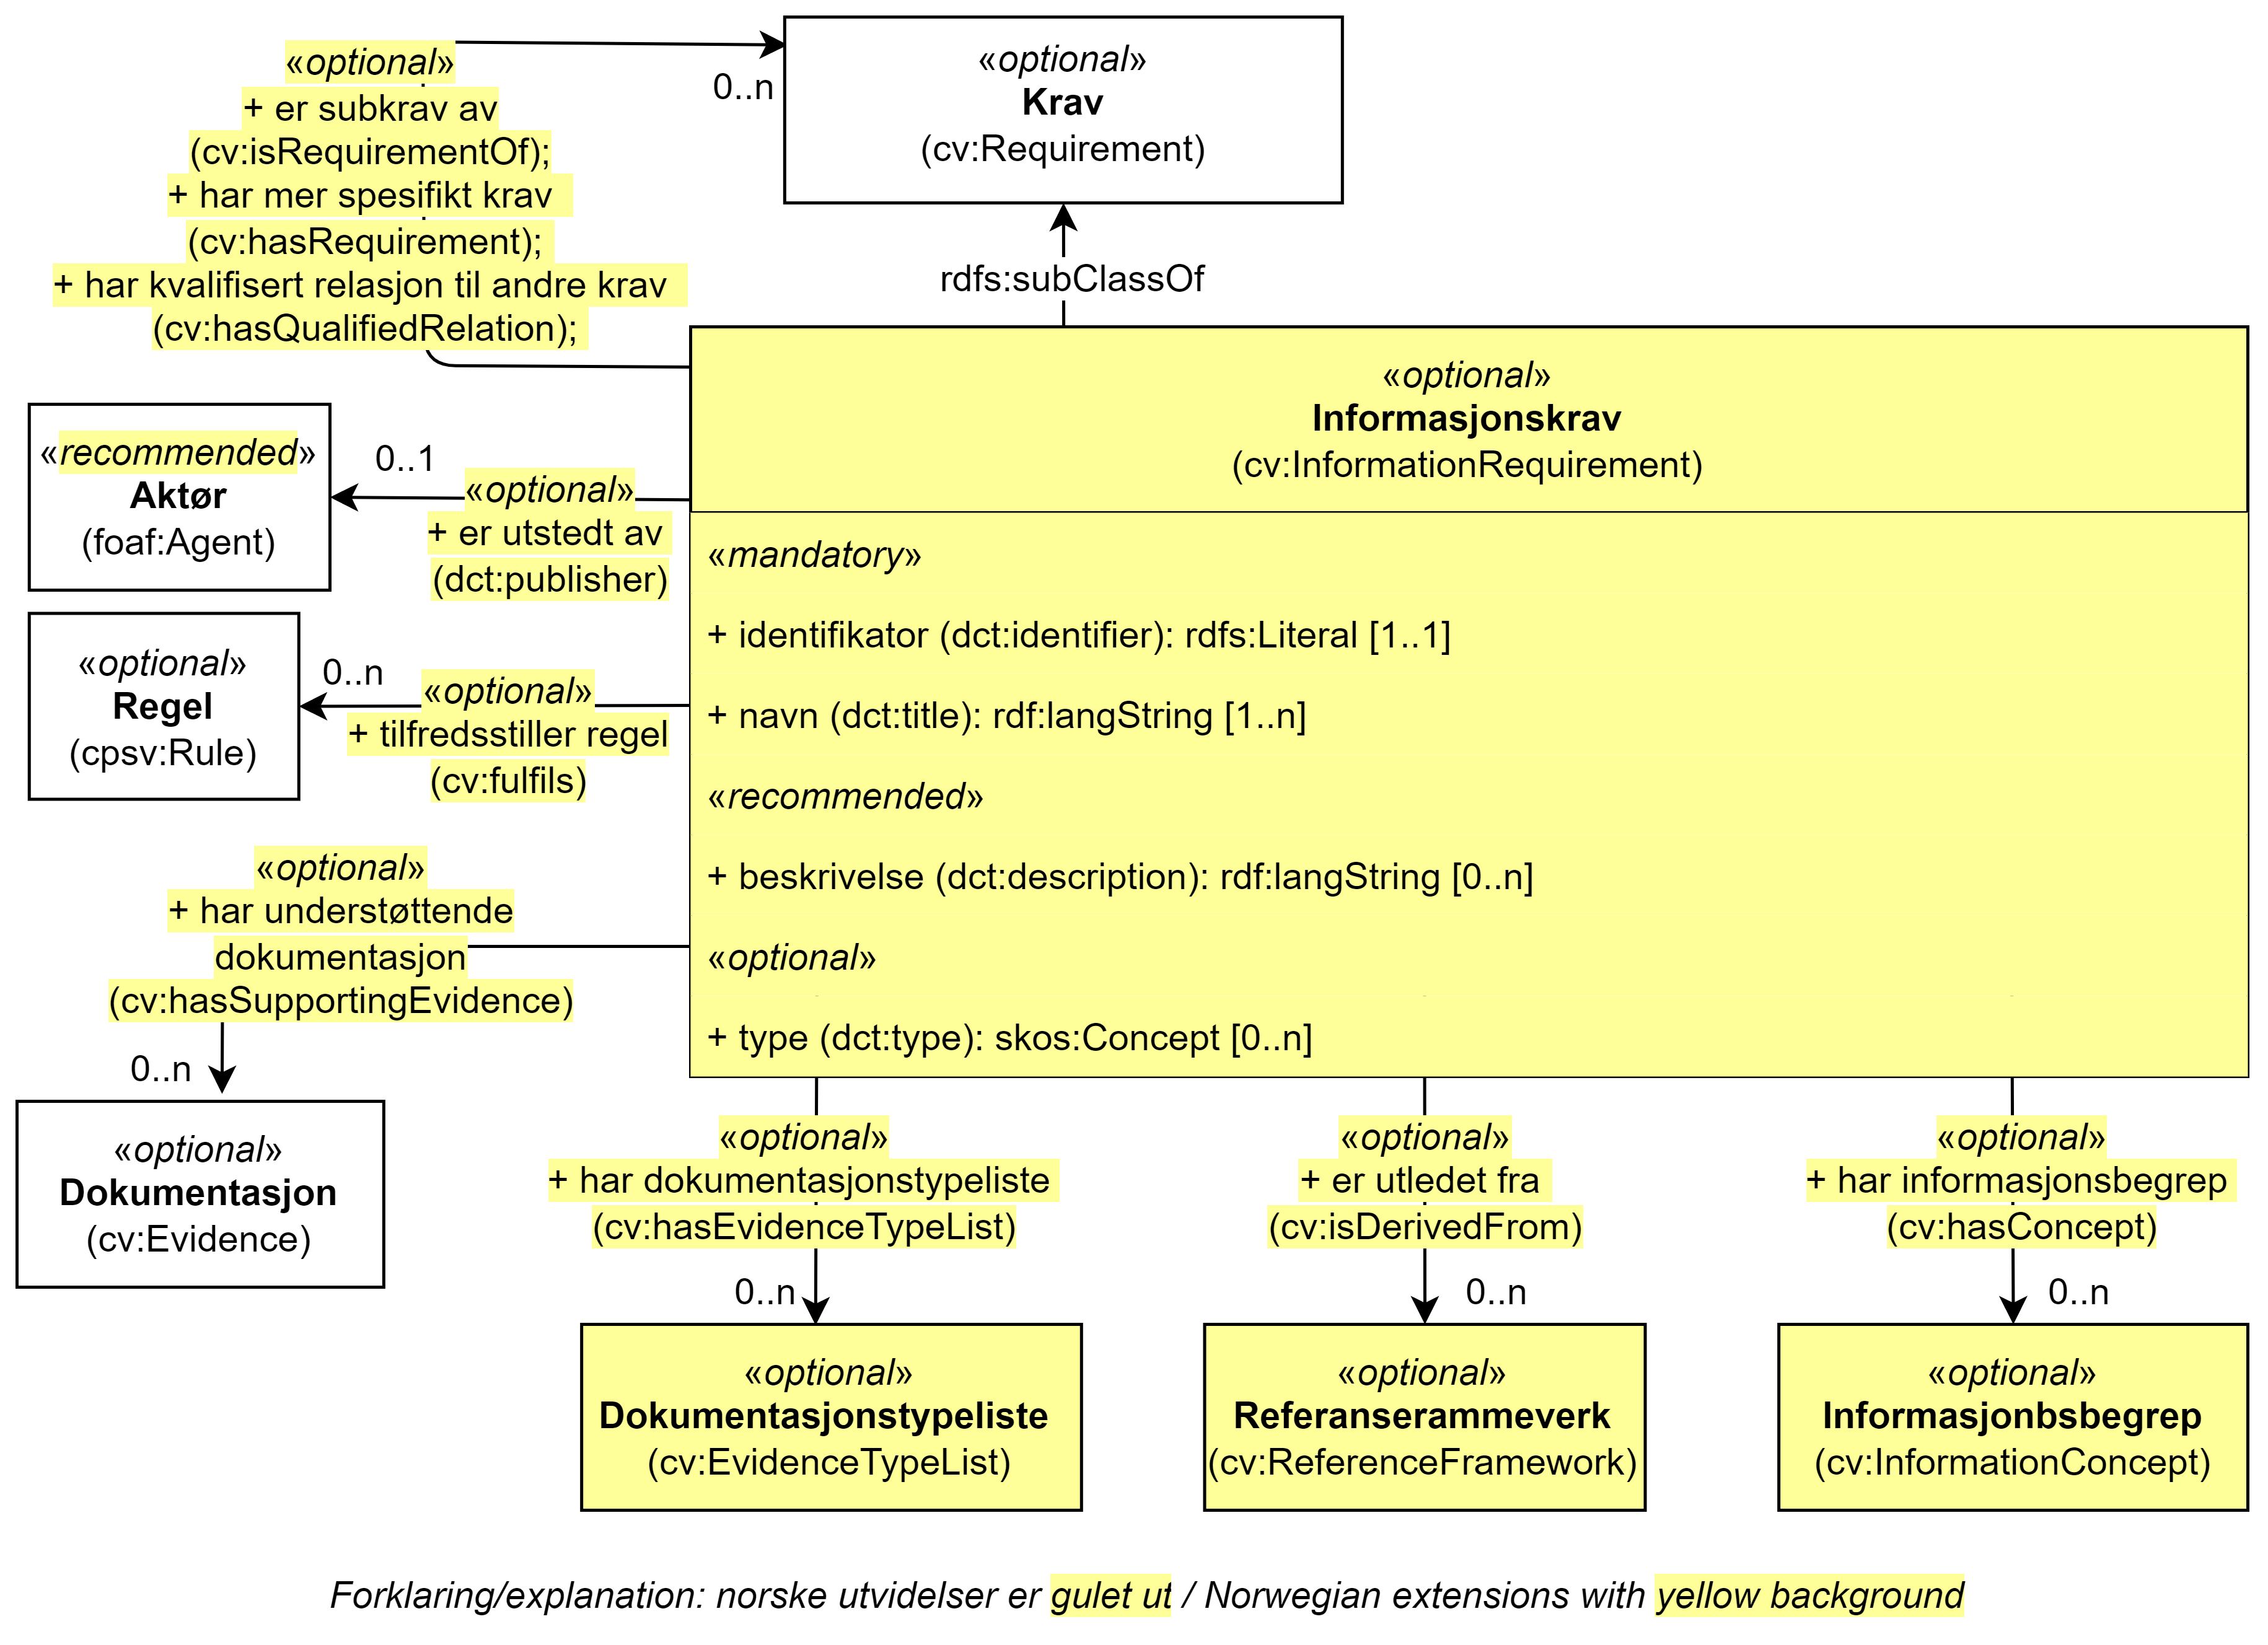 «optional»
+ er subkrav av
(cv:isRequirementOf);
+ har mer spesifikt krav
(cv:hasRequirement);
+ har kvalifisert relasjon til andre krav
(cv:hasQualifiedRelation);
0..n
«optional»
Krav
(cv:Requirement)
rdfs:subClassOf
«optional»
Informasjonskrav
(cv:InformationRequirement)
«mandatory»
+ identifikator (dct:identifier): rdfs:Literal [1..1]
+ navn (dct:title): rdf:langString [1..n]
«recommended»
+ beskrivelse (dct:description): rdf:langString [0..n]
«optional»
+ type (dct:type): skos:Concept [0..n]
«recommended»
Aktør
(foaf:Agent)
0..1
«optional»
+ er utstedt av
(dct:publisher)
«optional»
Regel
(cpsv:Rule)
0..n
«optional»
+ tilfredsstiller regel
(cv:fulfils)
«optional»
+ har understøttende
dokumentasjon
(cv:hasSupportingEvidence)
0..n
«optional»
Dokumentasjon
(cv:Evidence)
«optional»
+ har dokumentasjonstypeliste
(cv:hasEvidenceTypeList)
0..n
«optional»
Dokumentasjonstypeliste
(cv:EvidenceTypeList)
«optional»
+ er utledet fra
(cv:isDerivedFrom)
0..n
«optional»
Referanserammeverk
(cv:ReferenceFramework)
«optional»
+ har informasjonsbegrep
(cv:hasConcept)
0..n
«optional»
Informasjonbsbegrep
(cv:InformationConcept)
Forklaring/explanation: norske utvidelser er gulet ut / Norwegian extensions with yellow background